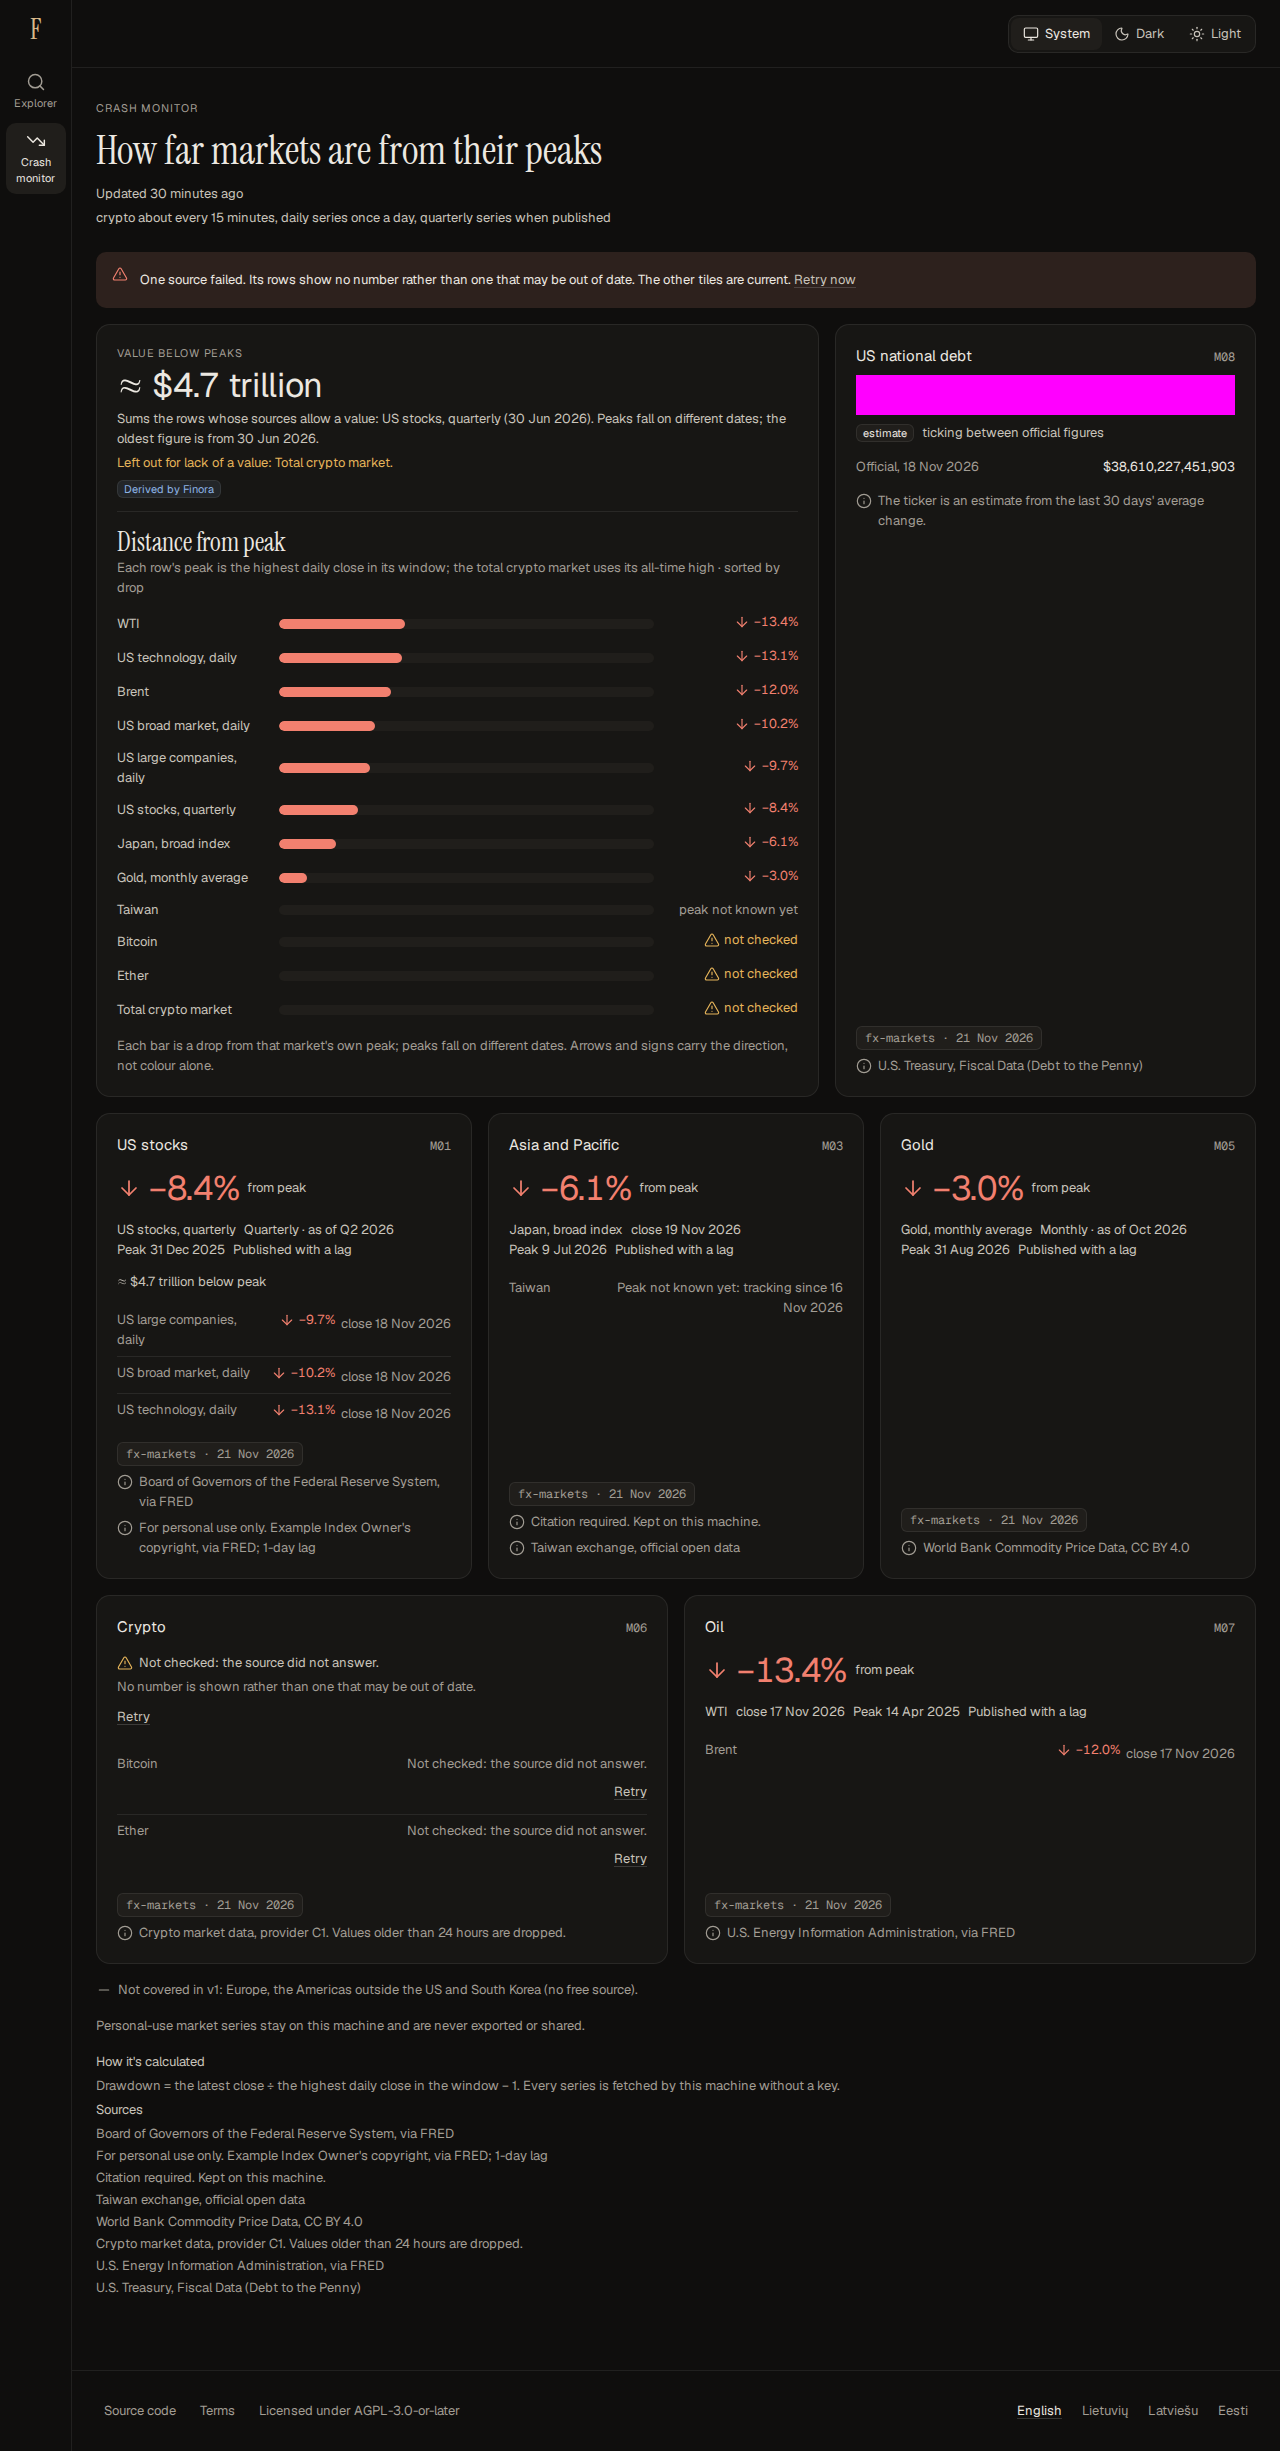 F
System
Dark
Light
Explorer
Crash
monitor
CRASH MONITOR
How far markets are from their peaks
Updated 30 minutes ago
crypto about every 15 minutes, daily series once a day, quarterly series when published
One source failed. Its rows show no number rather than one that may be out of date. The other tiles are current. Retry now
VALUE BELOW PEAKS
≈ $4.7 trillion
Sums the rows whose sources allow a value: US stocks, quarterly (30 Jun 2026). Peaks fall on different dates; the
oldest figure is from 30 Jun 2026.
Left out for lack of a value: Total crypto market.
Derived by Finora
Distance from peak
Each row's peak is the highest daily close in its window; the total crypto market uses its all-time high · sorted by
drop
WTI ↓ −13.4%
US technology, daily ↓ −13.1%
Brent ↓ −12.0%
US broad market, daily ↓ −10.2%
US large companies,
daily ↓ −9.7%
US stocks, quarterly ↓ −8.4%
Japan, broad index ↓ −6.1%
Gold, monthly average ↓ −3.0%
Taiwan peak not known yet
Bitcoin not checked
Ether not checked
Total crypto market not checked
Each bar is a drop from that market's own peak; peaks fall on different dates. Arrows and signs carry the direction,
not colour alone.
US national debt M08
estimate ticking between official figures
Official, 18 Nov 2026 $38,610,227,451,903
The ticker is an estimate from the last 30 days' average
change.
fx-markets · 21 Nov 2026
U.S. Treasury, Fiscal Data (Debt to the Penny)
US stocks M01
↓ −8.4% from peak
US stocks, quarterly Quarterly · as of Q2 2026
Peak 31 Dec 2025 Published with a lag
≈ $4.7 trillion below peak
US large companies,
daily ↓ −9.7% close 18 Nov 2026
US broad market, daily ↓ −10.2% close 18 Nov 2026
US technology, daily ↓ −13.1% close 18 Nov 2026
fx-markets · 21 Nov 2026
Board of Governors of the Federal Reserve System,
via FRED
For personal use only. Example Index Owner's
copyright, via FRED; 1-day lag
Asia and Pacific M03
↓ −6.1% from peak
Japan, broad index close 19 Nov 2026
Peak 9 Jul 2026 Published with a lag
Taiwan Peak not known yet: tracking since 16
Nov 2026
fx-markets · 21 Nov 2026
Citation required. Kept on this machine.
Taiwan exchange, official open data
Gold M05
↓ −3.0% from peak
Gold, monthly average Monthly · as of Oct 2026
Peak 31 Aug 2026 Published with a lag
fx-markets · 21 Nov 2026
World Bank Commodity Price Data, CC BY 4.0
Crypto M06
Not checked: the source did not answer.
No number is shown rather than one that may be out of date.
Retry
Bitcoin Not checked: the source did not answer.
Retry
Ether Not checked: the source did not answer.
Retry
fx-markets · 21 Nov 2026
Crypto market data, provider C1. Values older than 24 hours are dropped.
Oil M07
↓ −13.4% from peak
WTI close 17 Nov 2026 Peak 14 Apr 2025 Published with a lag
Brent ↓ −12.0% close 17 Nov 2026
fx-markets · 21 Nov 2026
U.S. Energy Information Administration, via FRED
— Not covered in v1: Europe, the Americas outside the US and South Korea (no free source).
Personal-use market series stay on this machine and are never exported or shared.
How it's calculated
Drawdown = the latest close ÷ the highest daily close in the window − 1. Every series is fetched by this machine without a key.
Sources
Board of Governors of the Federal Reserve System, via FRED
For personal use only. Example Index Owner's copyright, via FRED; 1-day lag
Citation required. Kept on this machine.
Taiwan exchange, official open data
World Bank Commodity Price Data, CC BY 4.0
Crypto market data, provider C1. Values older than 24 hours are dropped.
U.S. Energy Information Administration, via FRED
U.S. Treasury, Fiscal Data (Debt to the Penny)
Source code
Terms
Licensed under AGPL-3.0-or-later
English
Lietuvių
Latviešu
Eesti